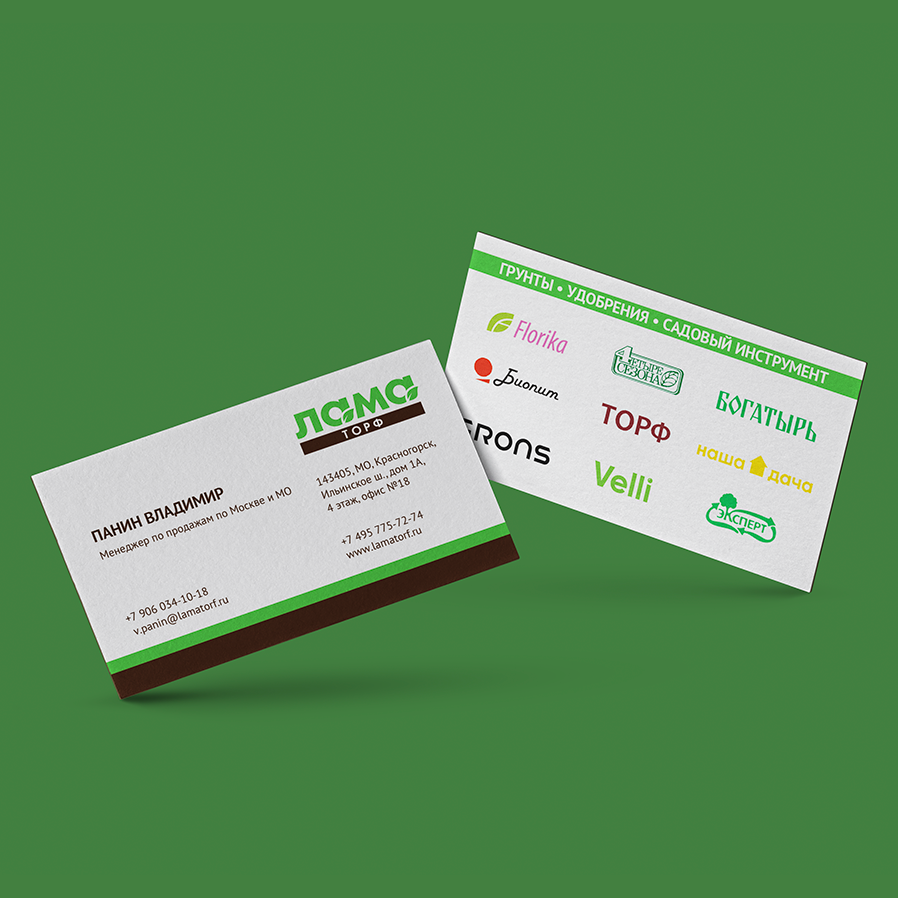 ЛАМА
ТОРФ
ПАНИН ВЛАДИМИР
Менеджер по продажам по Москве и МО
143405, МО, Красногорск,
Ильинское ш., дом 1А,
4 этаж, офис №18
+7 495 775-72-74
www.lamatorf.ru
+7 906 034-10-18
v.panin@lamatorf.ru
ГРУНТЫ • УДОБРЕНИЯ • САДОВЫЙ ИНСТРУМЕНТ
Florika
ЧЕТЫРЕ
СЕЗОНА
БОГАТЫРЬ
Биопит
ТОРФ
наша дача
GRONS
Velli
ЭКСПЕРТ